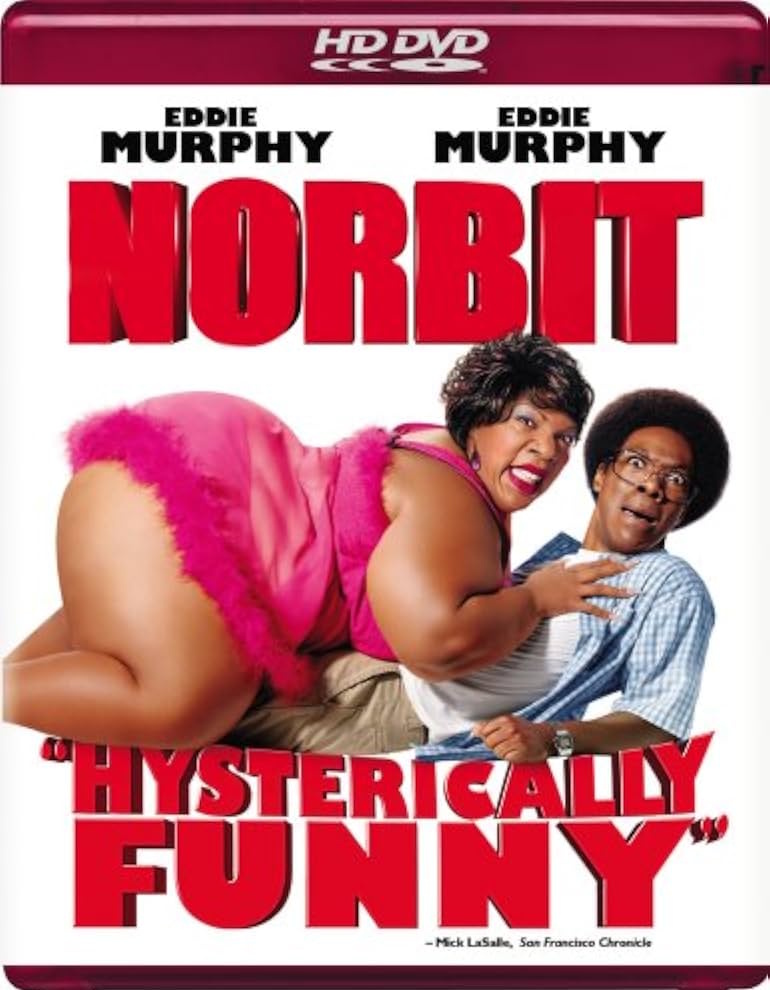 HD DVD
EDDIE EDDIE
MURPHY MURPHY
NORBIT
"HYSTERICALLY
FUNNY"
– Mick LaSalle, San Francisco Chronicle